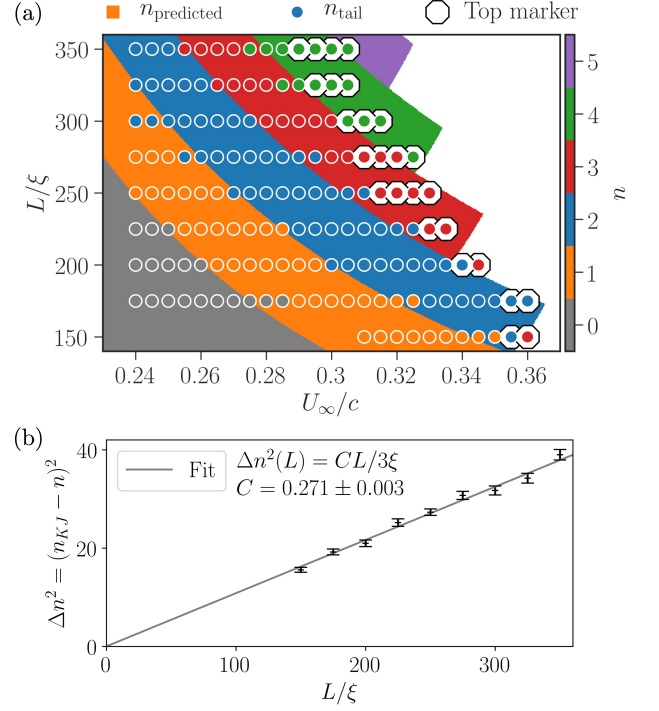 (a) n_predicted n_tail Top marker
350
300
250
200
150
L/ξ
0.24 0.26 0.28 0.3 0.32 0.34 0.36
U_∞/c
5
4
3
2
1
0
n
(b)
Fit
Δn²(L) = CL/3ξ
C = 0.271 ± 0.003
40
20
0
Δn² = (n_{KJ} − n)²
0 100 200 300
L/ξ